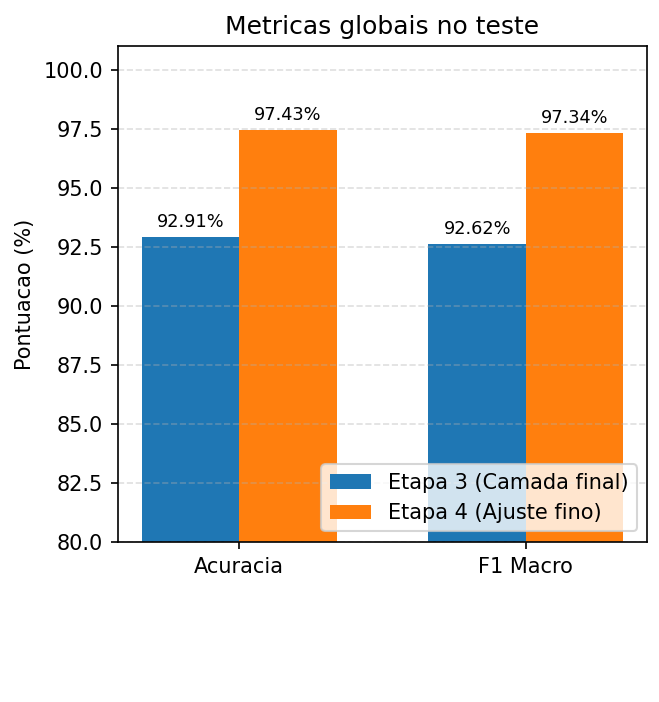 Metricas globais no teste
Pontuacao (%)
100.0
97.5
95.0
92.5
90.0
87.5
85.0
82.5
80.0
92.91%
97.43%
92.62%
97.34%
Etapa 3 (Camada final)
Etapa 4 (Ajuste fino)
Acuracia
F1 Macro